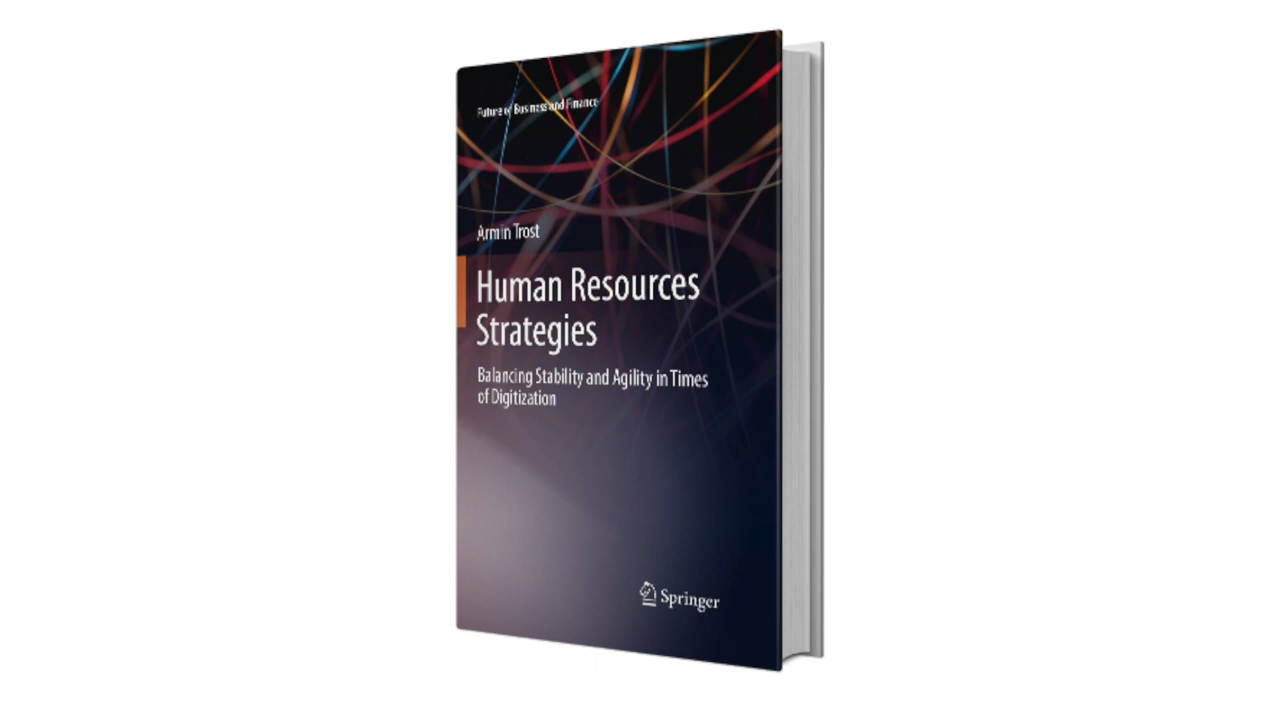 Future of Business and Finance
Armin Trost
Human Resources
Strategies
Balancing Stability and Agility in Times
of Digitization
Springer